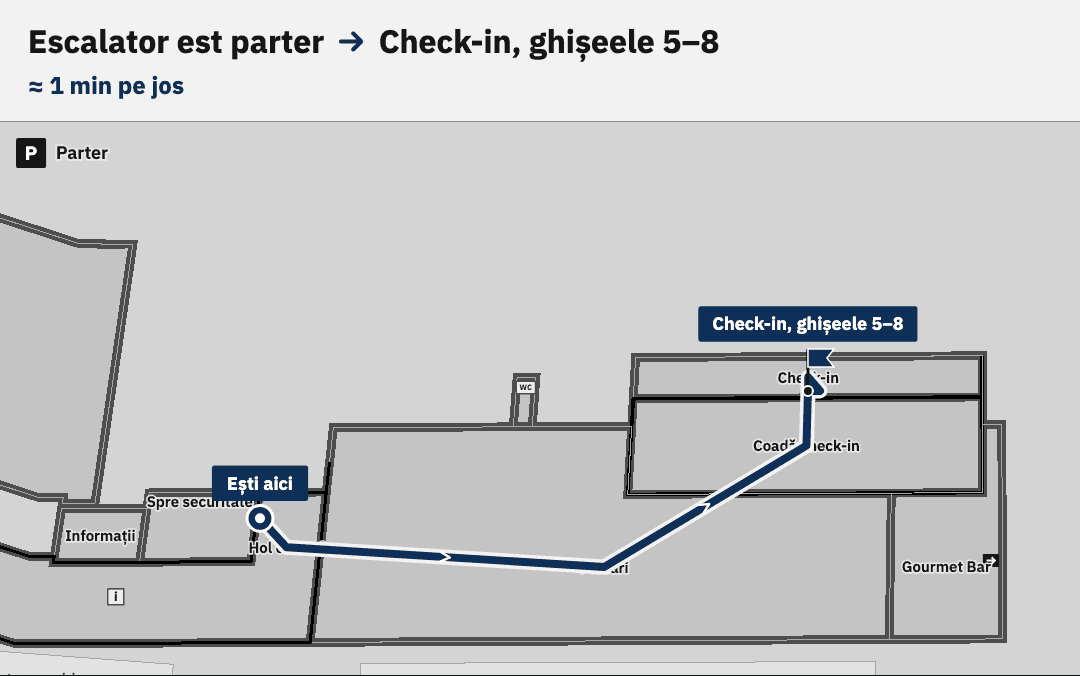 Escalator est parter → Check-in, ghișeele 5–8
≈ 1 min pe jos
P Parter
Check-in, ghișeele 5–8
wc
Ești aici
Spre securitate
Informații
Hol
Gourmet Bar
i